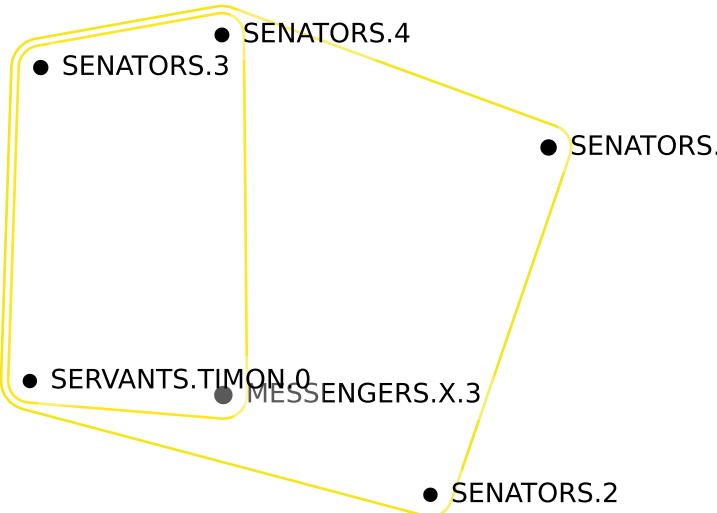 SENATORS.4
SENATORS.3
SENATORS.
SERVANTS.TIMON.0
MESSENGERS.X.3
SENATORS.2